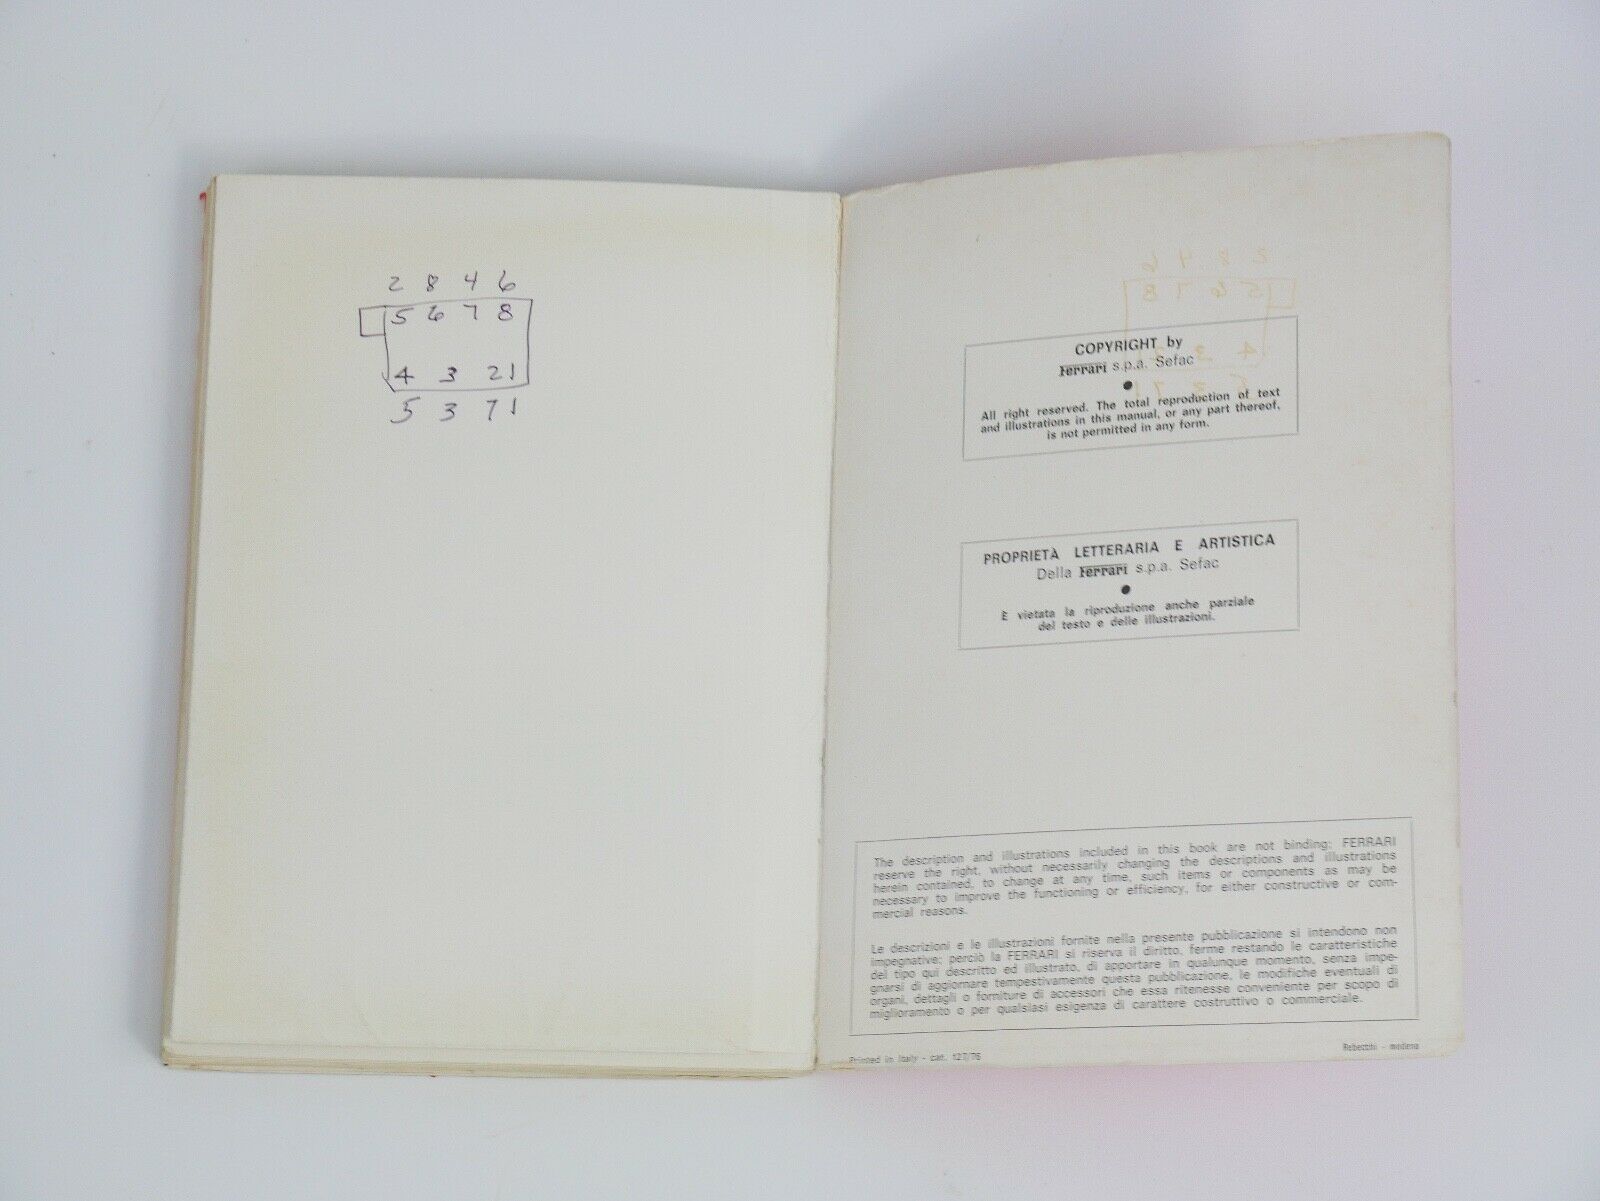 2 8 4 6
5 6 7 8
4 3 2 1
5 3 7 1
COPYRIGHT by
Ferrari s.p.a. Sefac
All right reserved. The total reproduction of text
and illustrations in this manual, or any part thereof,
is not permitted in any form.
PROPRIETÀ LETTERARIA E ARTISTICA
Della Ferrari s.p.a. Sefac
È vietata la riproduzione anche parziale
del testo e delle illustrazioni.
The description and illustrations included in this book are not binding; FERRARI
reserve the right, without necessarily changing the descriptions and illustrations
herein contained, to change at any time, such items or components as may be
necessary to improve the functioning or efficiency, for either constructive or com-
mercial reasons.
Le descrizioni e le illustrazioni fornite nella presente pubblicazione si intendono non
impegnative; perciò la FERRARI si riserva il diritto, ferme restando le caratteristiche
del tipo qui descritto ed illustrato, di apportare in qualunque momento, senza impe-
gnarsi di aggiornare tempestivamente questa pubblicazione, le modifiche eventuali di
organi, dettagli o forniture di accessori che essa ritenesse conveniente per scopo di
miglioramento o per qualsiasi esigenza di carattere costruttivo o commerciale.
Printed in Italy - cat. 127/76
Rebecchi - modena